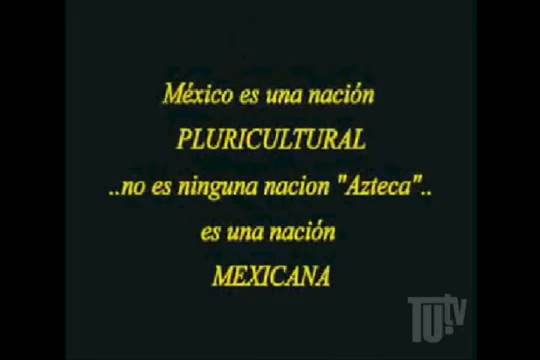 México es una nación
PLURICULTURAL
..no es ninguna nacion "Azteca"..
es una nación
MEXICANA
TU.tv